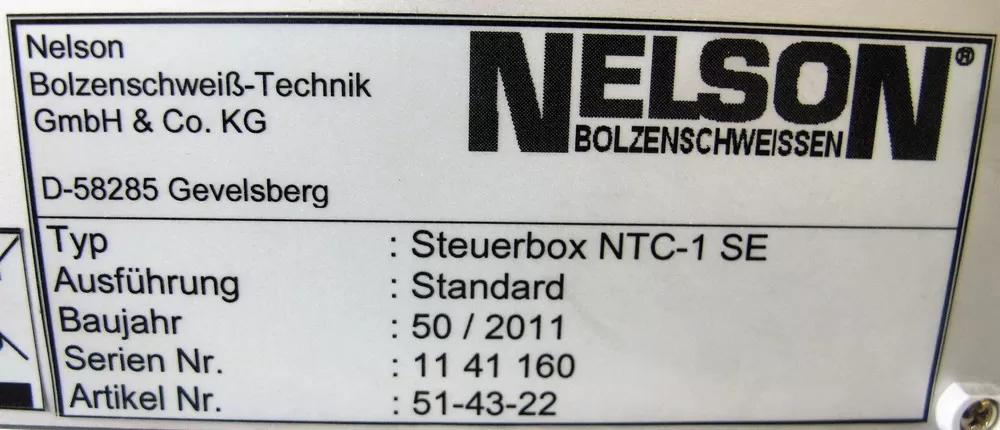 Nelson
Bolzenschweiß-Technik
GmbH & Co. KG
D-58285 Gevelsberg
NELSON®
BOLZENSCHWEISSEN
Typ : Steuerbox NTC-1 SE
Ausführung : Standard
Baujahr : 50 / 2011
Serien Nr. : 11 41 160
Artikel Nr. : 51-43-22